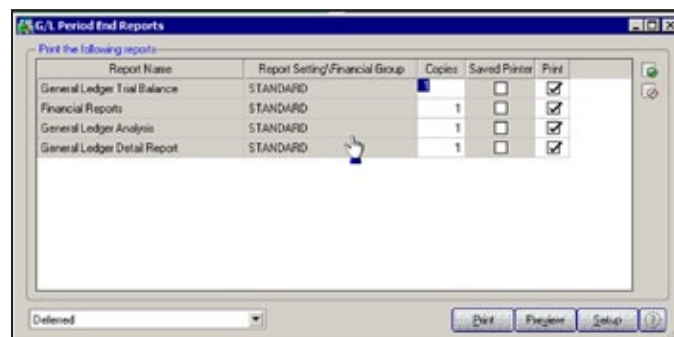 G/L Period End Reports
Print the following reports
Report Name Report Setting\Financial Group Copies Saved Printer Print
General Ledger Trial Balance STANDARD 1
Financial Reports STANDARD 1
General Ledger Analysis STANDARD 1
General Ledger Detail Report STANDARD 1
Deferred Print Preview Setup